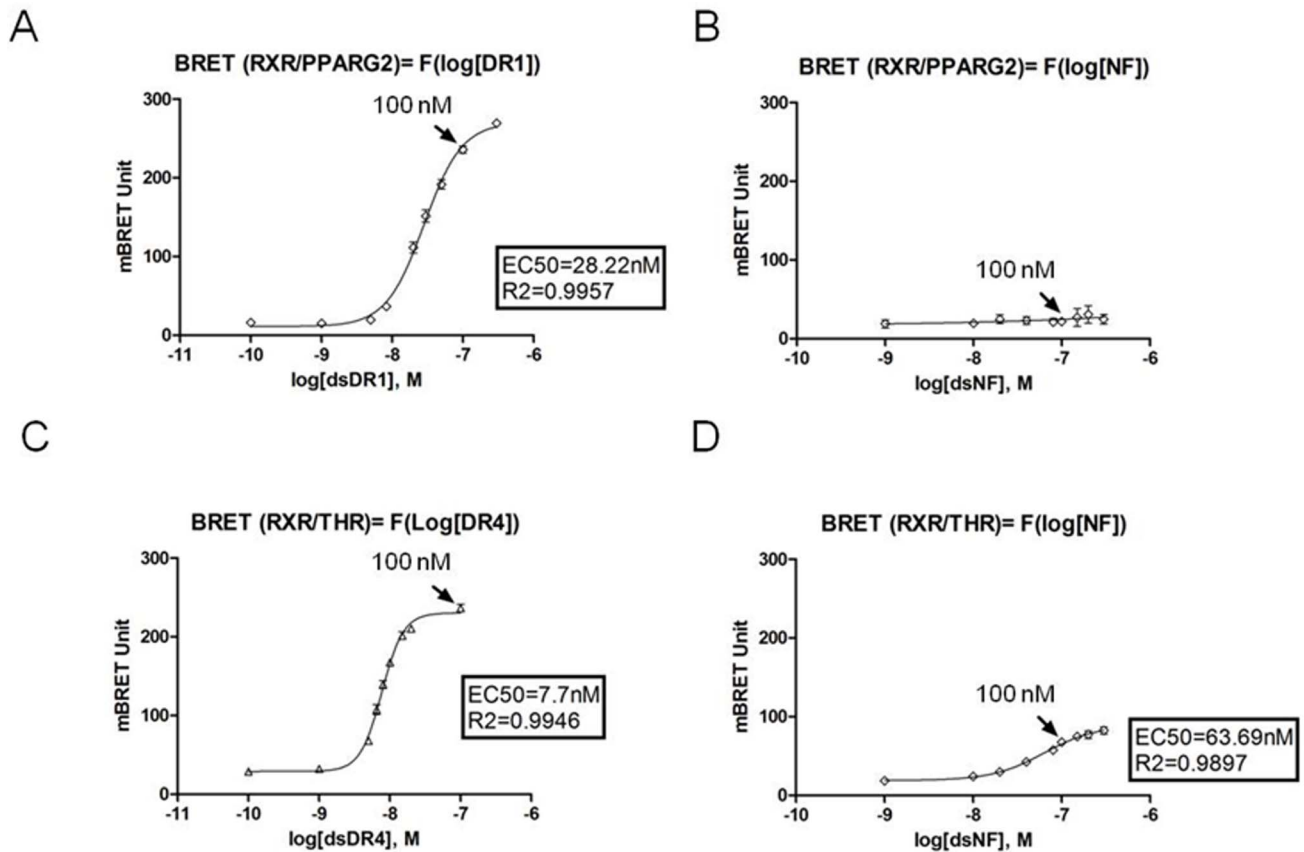 A
BRET (RXR/PPARG2)= F(log[DR1])
300
200
100
0
mBRET Unit
100 nM
EC50=28.22nM
R2=0.9957
-11 -10 -9 -8 -7 -6
log[dsDR1], M
B
BRET (RXR/PPARG2)= F(log[NF])
300
200
100
0
mBRET Unit
100 nM
-10 -9 -8 -7 -6
log[dsNF], M
C
BRET (RXR/THR)= F(Log[DR4])
300
200
100
0
mBRET Unit
100 nM
EC50=7.7nM
R2=0.9946
-11 -10 -9 -8 -7 -6
log[dsDR4], M
D
BRET (RXR/THR)= F(log[NF])
300
200
100
0
mBRET Unit
100 nM
EC50=63.69nM
R2=0.9897
-10 -9 -8 -7 -6
log[dsNF], M